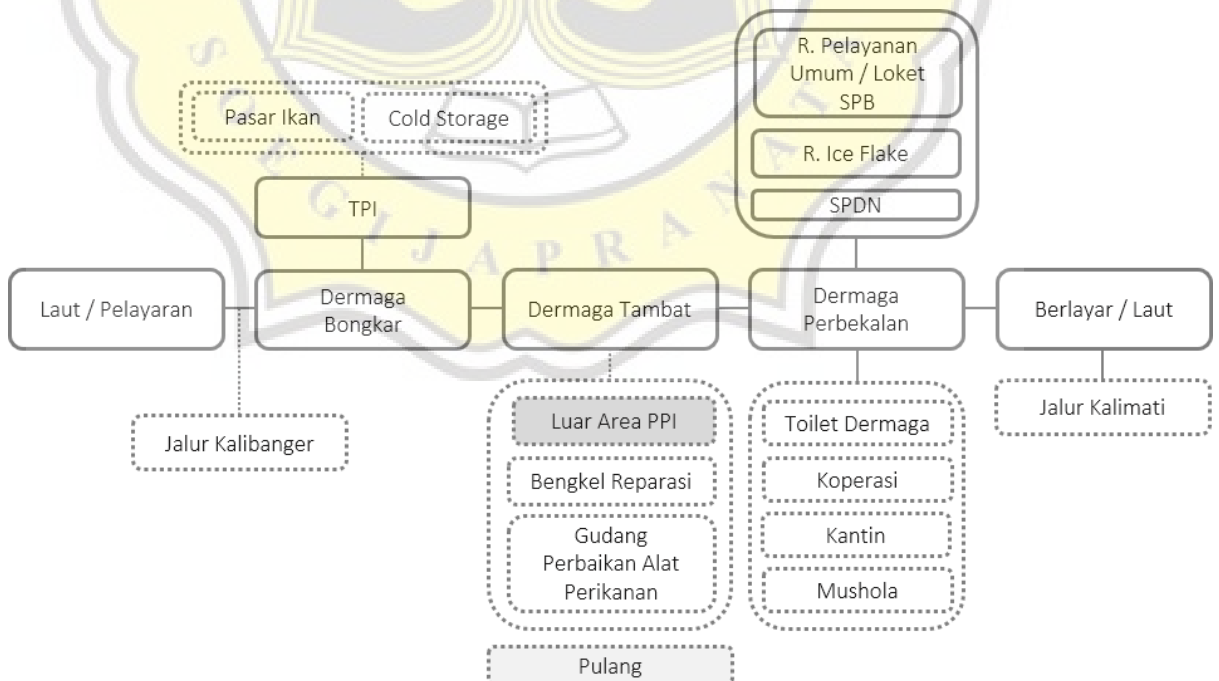 R. Pelayanan
Umum / Loket
SPB
Pasar Ikan
Cold Storage
R. Ice Flake
TPI
SPDN
SOEGIJAPRANATA
Laut / Pelayaran
Dermaga
Bongkar
Dermaga Tambat
Dermaga
Perbekalan
Berlayar / Laut
Jalur Kalibanger
Luar Area PPI
Bengkel Reparasi
Gudang
Perbaikan Alat
Perikanan
Toilet Dermaga
Koperasi
Kantin
Mushola
Jalur Kalimati
Pulang